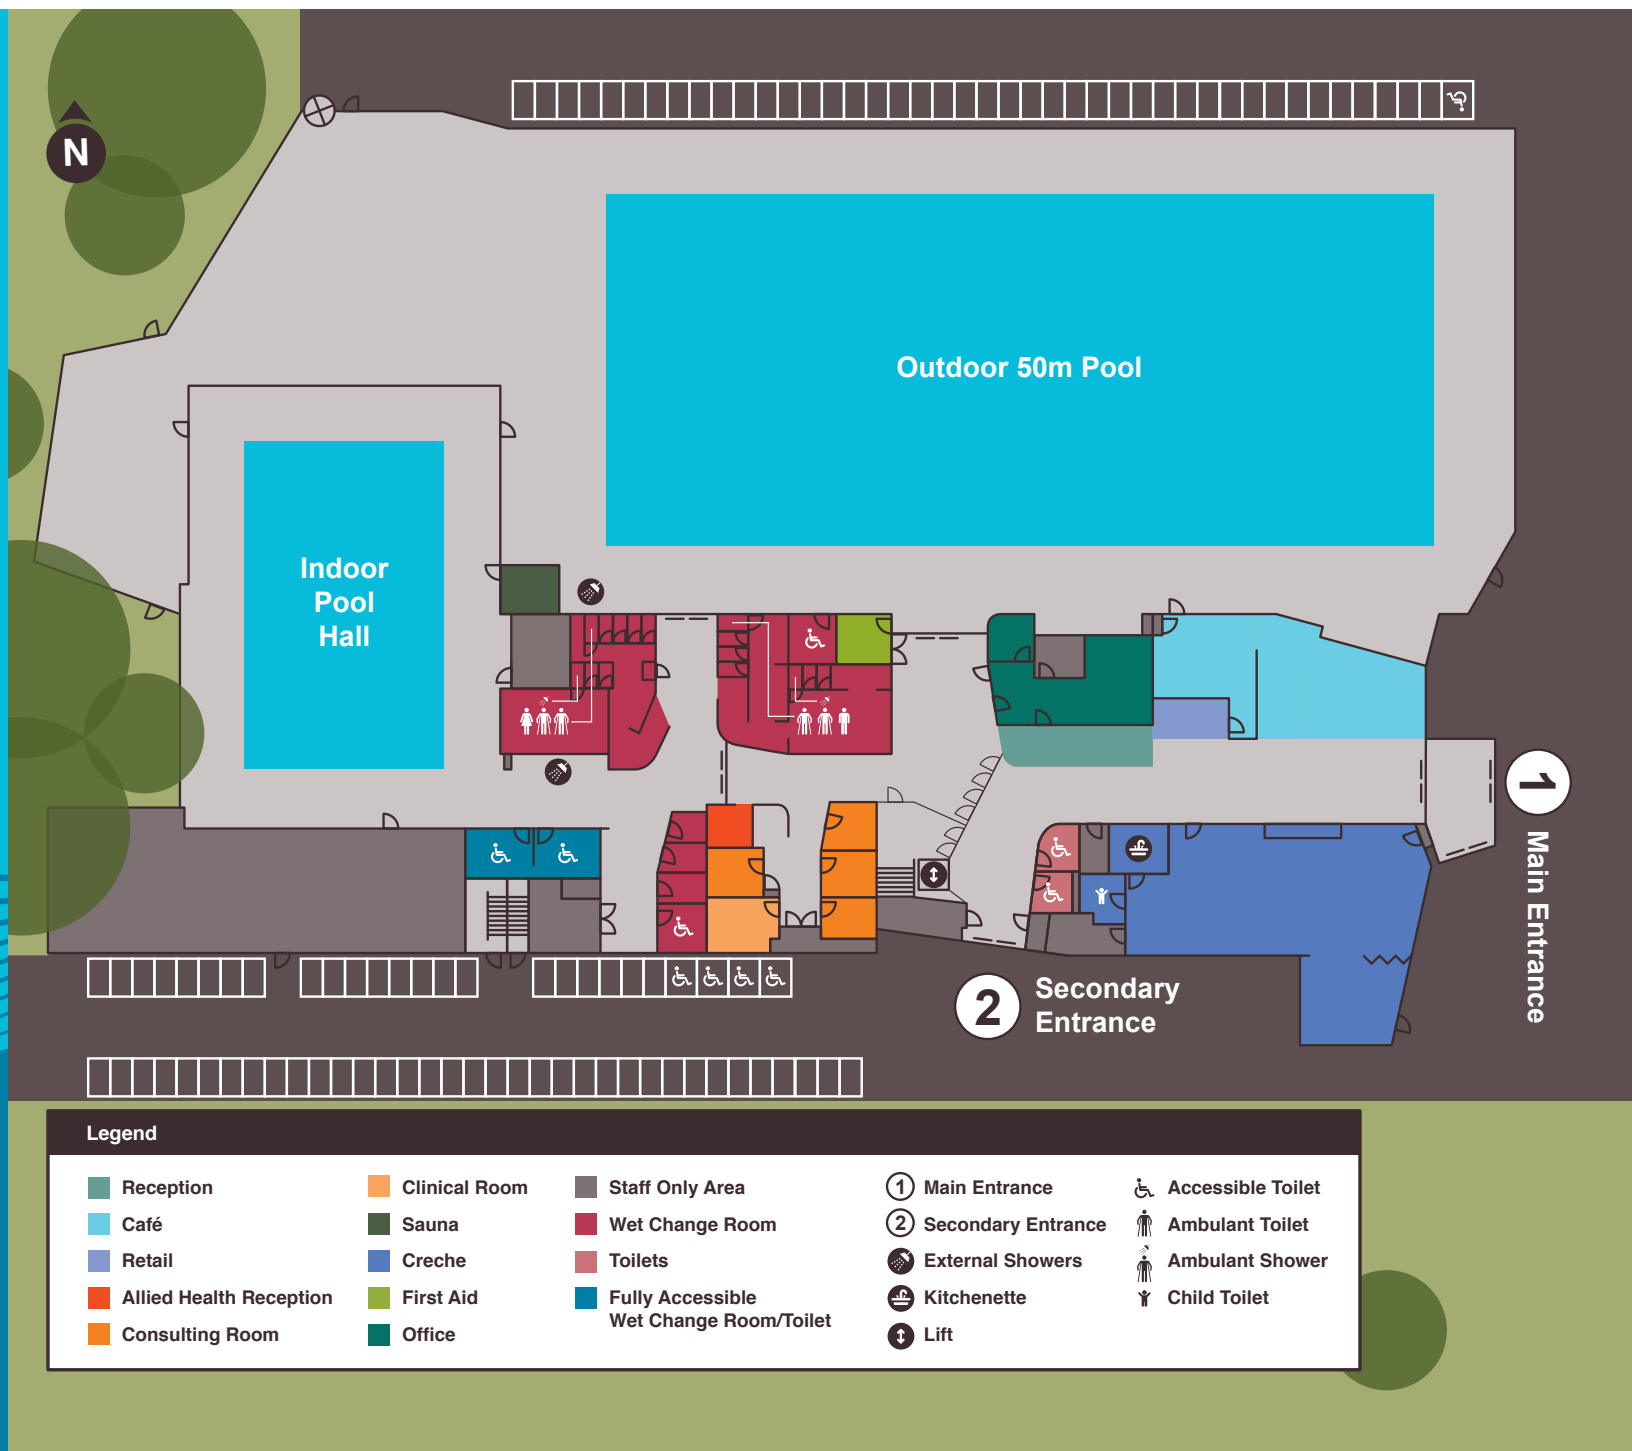 N
Outdoor 50m Pool
Indoor
Pool
Hall
1
Main Entrance
2
Secondary
Entrance
Legend
Reception
Café
Retail
Allied Health Reception
Consulting Room
Clinical Room
Sauna
Creche
First Aid
Office
Staff Only Area
Wet Change Room
Toilets
Fully Accessible
Wet Change Room/Toilet
1 Main Entrance
2 Secondary Entrance
External Showers
Kitchenette
Lift
Accessible Toilet
Ambulant Toilet
Ambulant Shower
Child Toilet